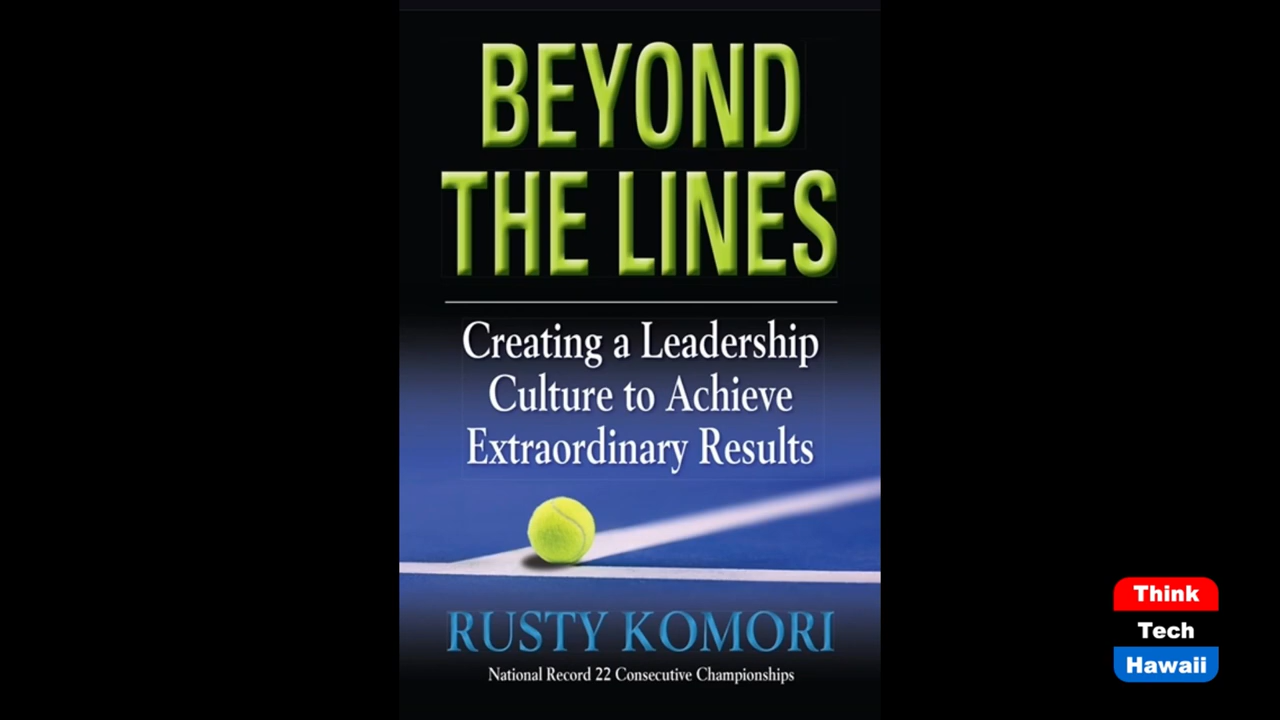 BEYOND
THE LINES
Creating a Leadership
Culture to Achieve
Extraordinary Results
RUSTY KOMORI
National Record 22 Consecutive Championships
Think
Tech
Hawaii